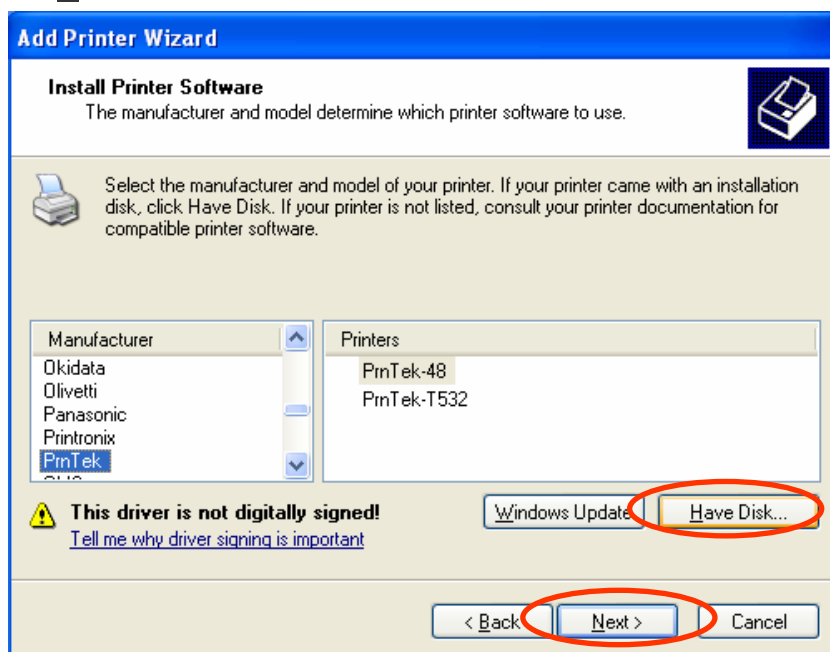 Add Printer Wizard
Install Printer Software
The manufacturer and model determine which printer software to use.
Select the manufacturer and model of your printer. If your printer came with an installation
disk, click Have Disk. If your printer is not listed, consult your printer documentation for
compatible printer software.
Manufacturer
Okidata
Olivetti
Panasonic
Printronix
PrnTek
Printers
PrnTek-48
PrnTek-T532
This driver is not digitally signed!
Tell me why driver signing is important
Windows Update
Have Disk...
< Back
Next >
Cancel